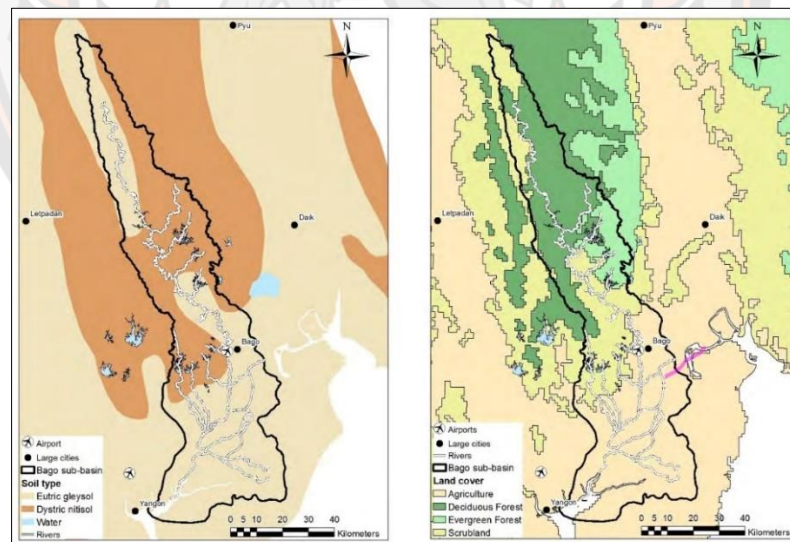 Pyu
N
Letpadan
Daik
Bago
Yangon
Airport
Large cities
Bago sub-basin
Soil type
Eutric gleysol
Dystric nitisol
Water
Rivers
0 5 10 20 30 40
Kilometers
Pyu
N
Letpadan
Daik
Bago
Yangon
Airports
Large cities
Rivers
Bago sub-basin
Land cover
Agriculture
Deciduous Forest
Evergreen Forest
Scrubland
0 5 10 20 30 40
Kilometers